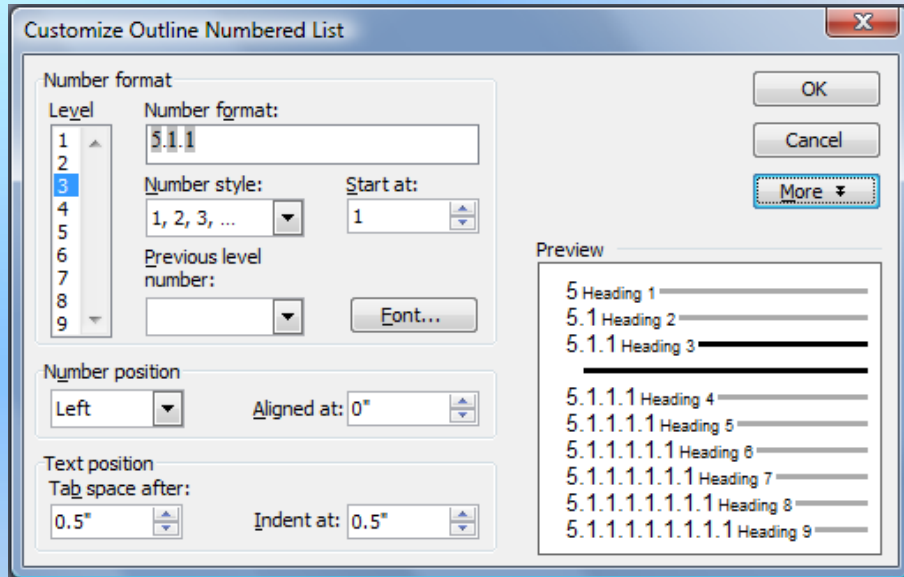 Customize Outline Numbered List
X
Number format
Level
Number format:
1
2
3
4
5
6
7
8
9
5.1.1
Number style:
Start at:
1, 2, 3, ...
1
Previous level
number:
Font...
Number position
Left
Aligned at: 0"
Text position
Tab space after:
0.5"
Indent at: 0.5"
OK
Cancel
More
Preview
5 Heading 1
5.1 Heading 2
5.1.1 Heading 3
5.1.1.1 Heading 4
5.1.1.1.1 Heading 5
5.1.1.1.1.1 Heading 6
5.1.1.1.1.1.1 Heading 7
5.1.1.1.1.1.1.1 Heading 8
5.1.1.1.1.1.1.1.1 Heading 9